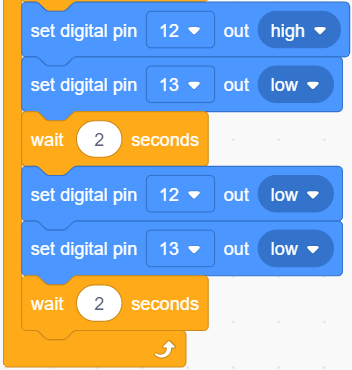 set digital pin 12 out high
set digital pin 13 out low
wait 2 seconds
set digital pin 12 out low
set digital pin 13 out low
wait 2 seconds